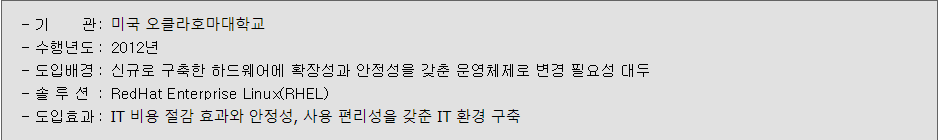 - 기 관 : 미국 오클라호마대학교
- 수행년도 : 2012년
- 도입배경 : 신규로 구축한 하드웨어에 확장성과 안정성을 갖춘 운영체제로 변경 필요성 대두
- 솔 루 션 : RedHat Enterprise Linux(RHEL)
- 도입효과 : IT 비용 절감 효과와 안정성, 사용 편리성을 갖춘 IT 환경 구축